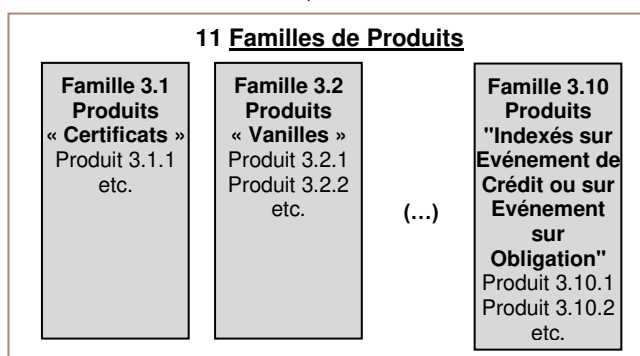 11 Familles de Produits
Famille 3.1
Produits
« Certificats »
Produit 3.1.1
etc.
Famille 3.2
Produits
« Vanilles »
Produit 3.2.1
Produit 3.2.2
etc.
(...)
Famille 3.10
Produits
"Indexés sur
Evénement de
Crédit ou sur
Evénement
sur
Obligation"
Produit 3.10.1
Produit 3.10.2
etc.